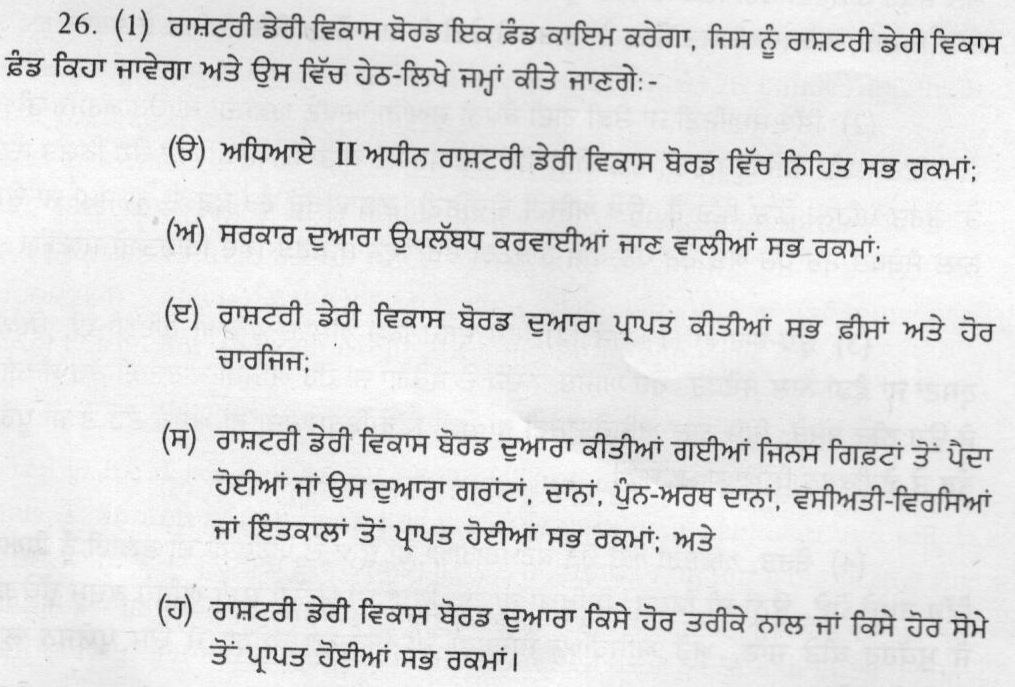 26. (1) ਰਾਸ਼ਟਰੀ ਡੇਰੀ ਵਿਕਾਸ ਬੋਰਡ ਇਕ ਫ਼ੰਡ ਕਾਇਮ ਕਰੇਗਾ, ਜਿਸ ਨੂੰ ਰਾਸ਼ਟਰੀ ਡੇਰੀ ਵਿਕਾਸ
ਫ਼ੰਡ ਕਿਹਾ ਜਾਵੇਗਾ ਅਤੇ ਉਸ ਵਿੱਚ ਹੇਠ-ਲਿਖੇ ਜਮ੍ਹਾਂ ਕੀਤੇ ਜਾਣਗੇ:-
(ੳ) ਅਧਿਆਏ II ਅਧੀਨ ਰਾਸ਼ਟਰੀ ਡੇਰੀ ਵਿਕਾਸ ਬੋਰਡ ਵਿੱਚ ਨਿਹਿਤ ਸਭ ਰਕਮਾਂ;
(ਅ) ਸਰਕਾਰ ਦੁਆਰਾ ਉਪਲੱਬਧ ਕਰਵਾਈਆਂ ਜਾਣ ਵਾਲੀਆਂ ਸਭ ਰਕਮਾਂ;
(ੲ) ਰਾਸ਼ਟਰੀ ਡੇਰੀ ਵਿਕਾਸ ਬੋਰਡ ਦੁਆਰਾ ਪ੍ਰਾਪਤ ਕੀਤੀਆਂ ਸਭ ਫ਼ੀਸਾਂ ਅਤੇ ਹੋਰ
ਚਾਰਜਿਜ;
(ਸ) ਰਾਸ਼ਟਰੀ ਡੇਰੀ ਵਿਕਾਸ ਬੋਰਡ ਦੁਆਰਾ ਕੀਤੀਆਂ ਗਈਆਂ ਜਿਨਸ ਗਿਫ਼ਟਾਂ ਤੋਂ ਪੈਦਾ
ਹੋਈਆਂ ਜਾਂ ਉਸ ਦੁਆਰਾ ਗਰਾਂਟਾਂ, ਦਾਨਾਂ, ਪੁੰਨ-ਅਰਥ ਦਾਨਾਂ, ਵਸੀਅਤੀ-ਵਿਰਸਿਆਂ
ਜਾਂ ਇੰਤਕਾਲਾਂ ਤੋਂ ਪ੍ਰਾਪਤ ਹੋਈਆਂ ਸਭ ਰਕਮਾਂ; ਅਤੇ
(ਹ) ਰਾਸ਼ਟਰੀ ਡੇਰੀ ਵਿਕਾਸ ਬੋਰਡ ਦੁਆਰਾ ਕਿਸੇ ਹੋਰ ਤਰੀਕੇ ਨਾਲ ਜਾਂ ਕਿਸੇ ਹੋਰ ਸੋਮੇ
ਤੋਂ ਪ੍ਰਾਪਤ ਹੋਈਆਂ ਸਭ ਰਕਮਾਂ।